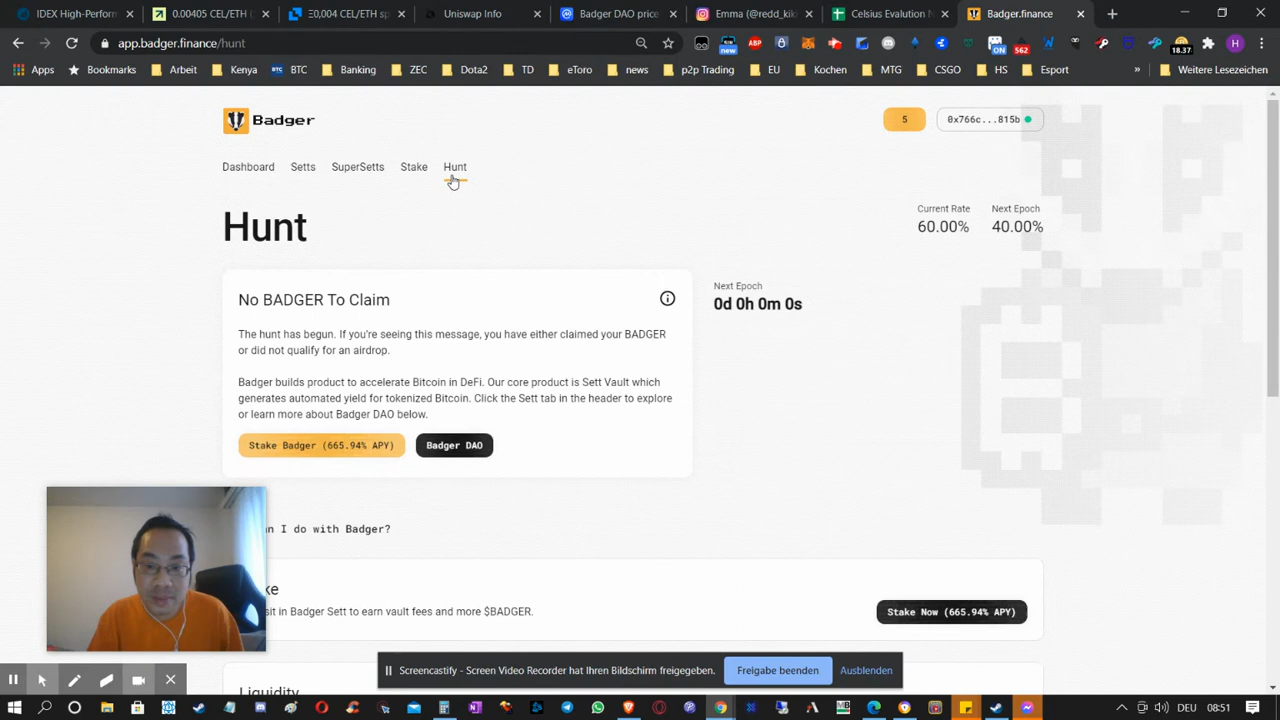 IDEX High-Perform
0.00405 CEL/ETH
Ξ0,004 CEL/ETH sp
Uniswap Info
Badger DAO price
Emma (@redd_kik
Celsius Evalution N
Badger.finance
app.badger.finance/hunt
new
ABP
ON
562
18.37
H
Apps
Bookmarks
Arbeit
Kenya
BTC
BTC
Banking
ZEC
Dota2
TD
eToro
news
p2p Trading
EU
Kochen
MTG
CSGO
HS
Esport
»
Weitere Lesezeichen
Badger
5
0x766c...815b
Dashboard
Setts
SuperSetts
Stake
Hunt
Hunt
Current Rate
Next Epoch
60.00%
40.00%
No BADGER To Claim
Next Epoch
0d 0h 0m 0s
The hunt has begun. If you're seeing this message, you have either claimed your BADGER
or did not qualify for an airdrop.
Badger builds product to accelerate Bitcoin in DeFi. Our core product is Sett Vault which
generates automated yield for tokenized Bitcoin. Click the Sett tab in the header to explore
or learn more about Badger DAO below.
Stake Badger (665.94% APY)
Badger DAO
n I do with Badger?
ke
sit in Badger Sett to earn vault fees and more $BADGER.
Stake Now (665.94% APY)
Screencastify - Screen Video Recorder hat Ihren Bildschirm freigegeben.
Freigabe beenden
Ausblenden
Liquidity
DEU
08:51